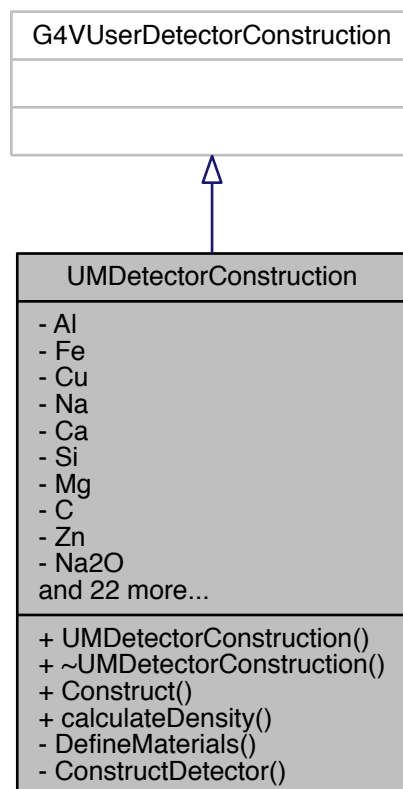 G4VUserDetectorConstruction
UMDetectorConstruction
- Al
- Fe
- Cu
- Na
- Ca
- Si
- Mg
- C
- Zn
- Na2O
and 22 more...
+ UMDetectorConstruction()
+ ~UMDetectorConstruction()
+ Construct()
+ calculateDensity()
- DefineMaterials()
- ConstructDetector()